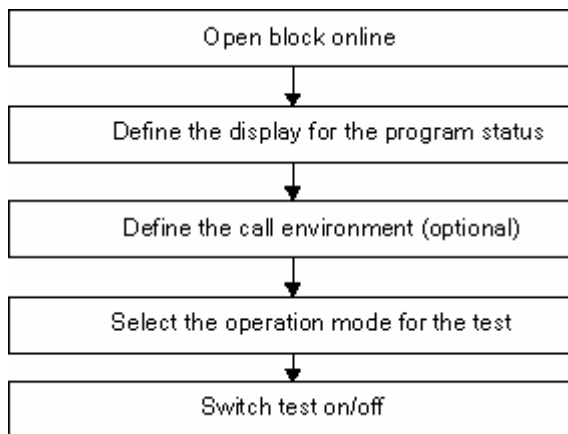 Open block online
Define the display for the program status
Define the call environment (optional)
Select the operation mode for the test
Switch test on/off